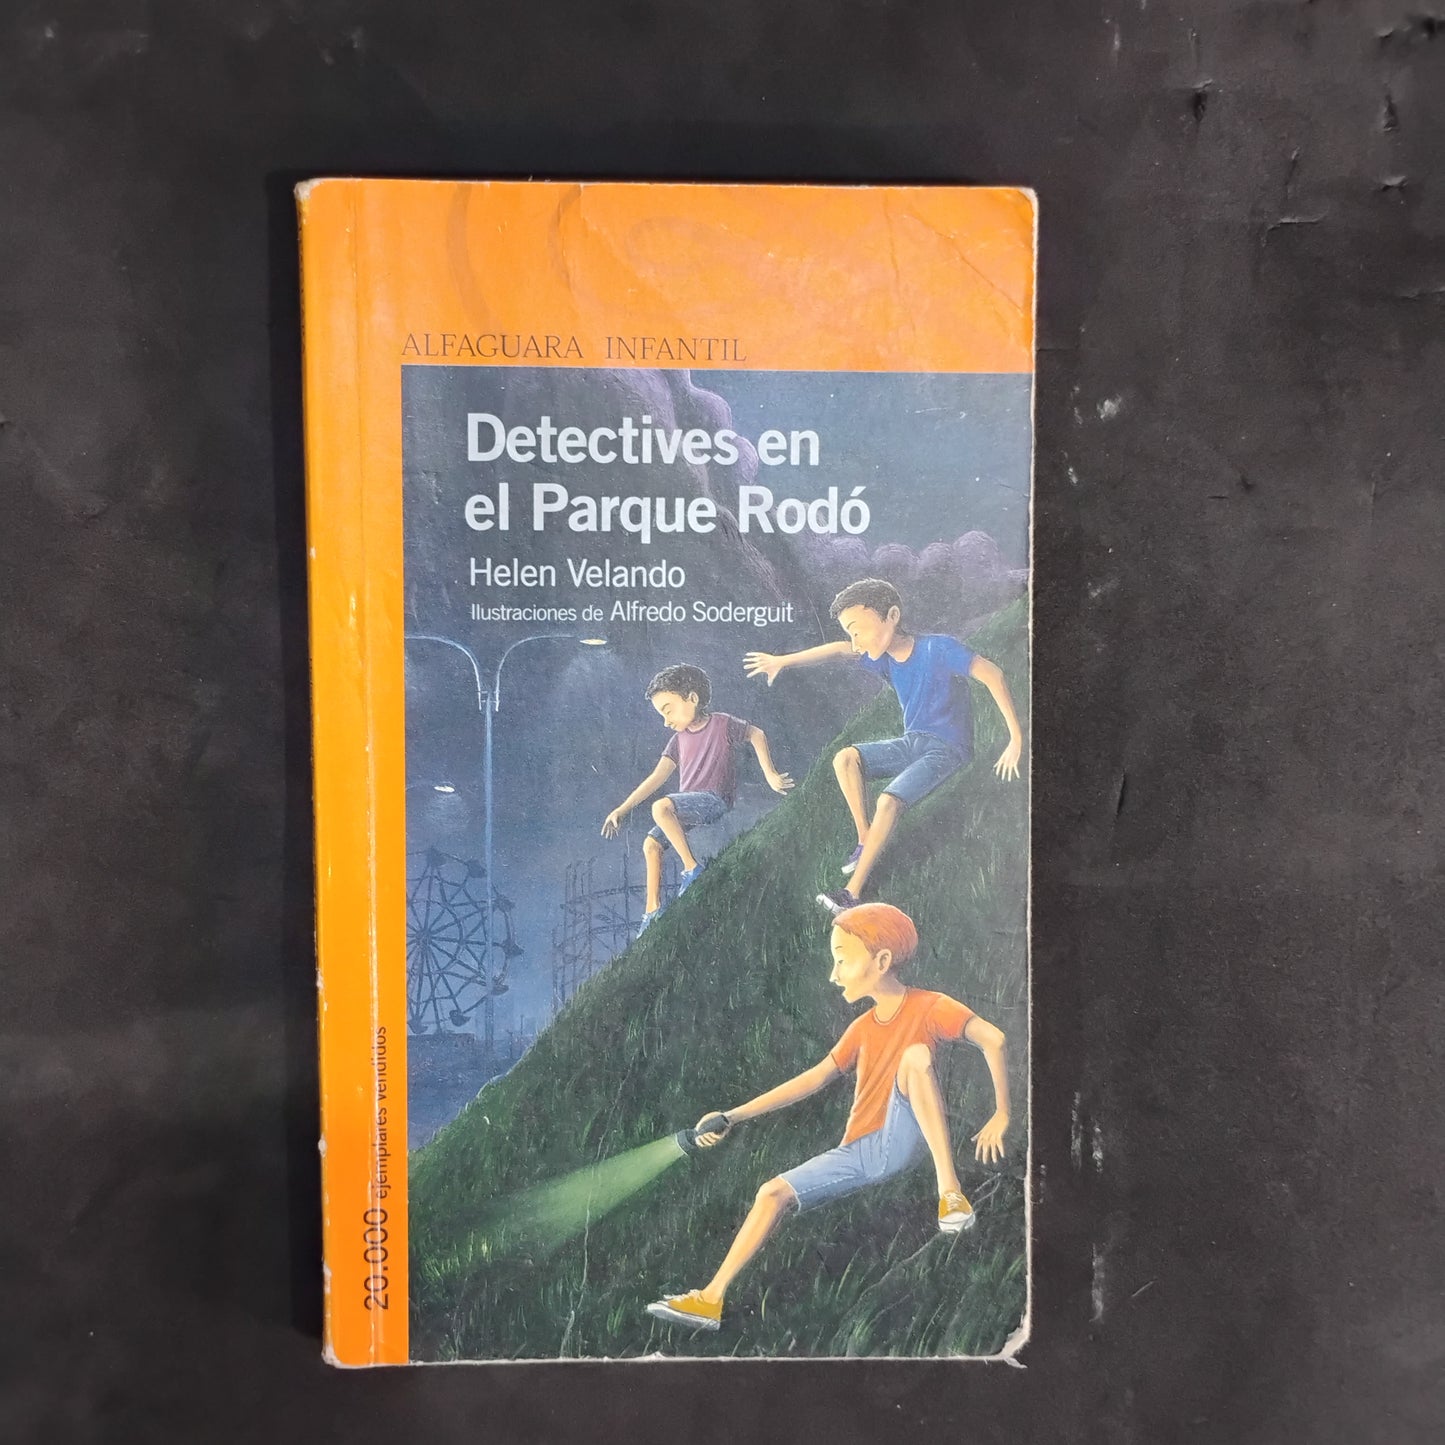 ALFAGUARA INFANTIL
Detectives en
el Parque Rodó
Helen Velando
Ilustraciones de Alfredo Soderguit
20.000 ejemplares vendidos